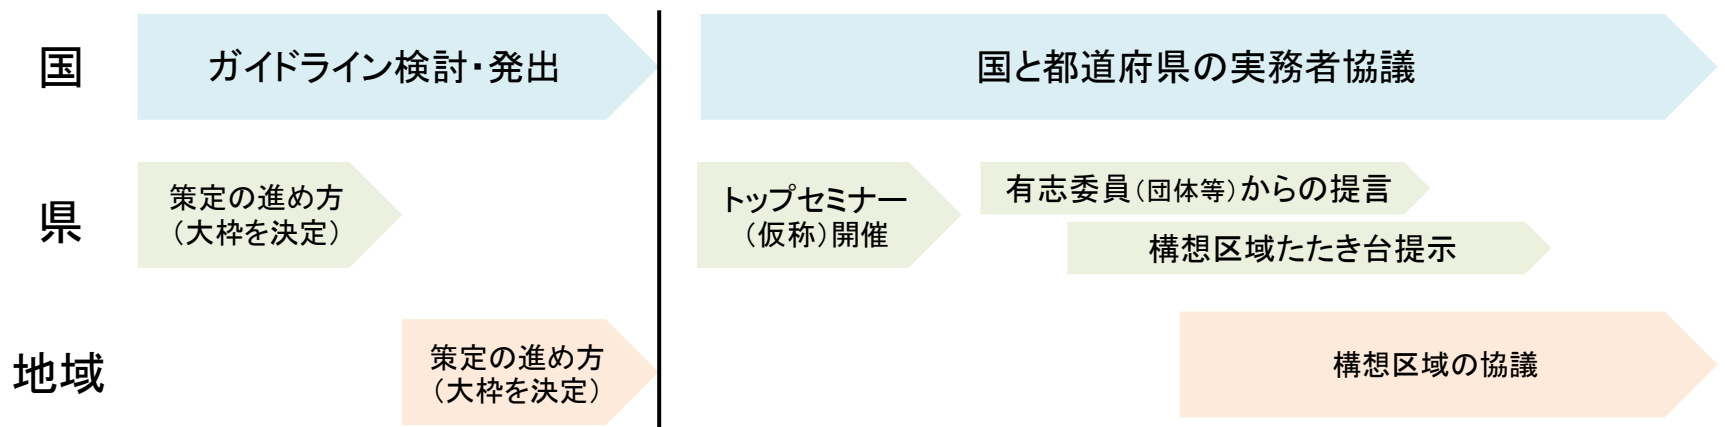 国
ガイドライン検討・発出
国と都道府県の実務者協議
県
策定の進め方
（大枠を決定）
トップセミナー
（仮称）開催
有志委員（団体等）からの提言
構想区域たたき台提示
地域
策定の進め方
（大枠を決定）
構想区域の協議